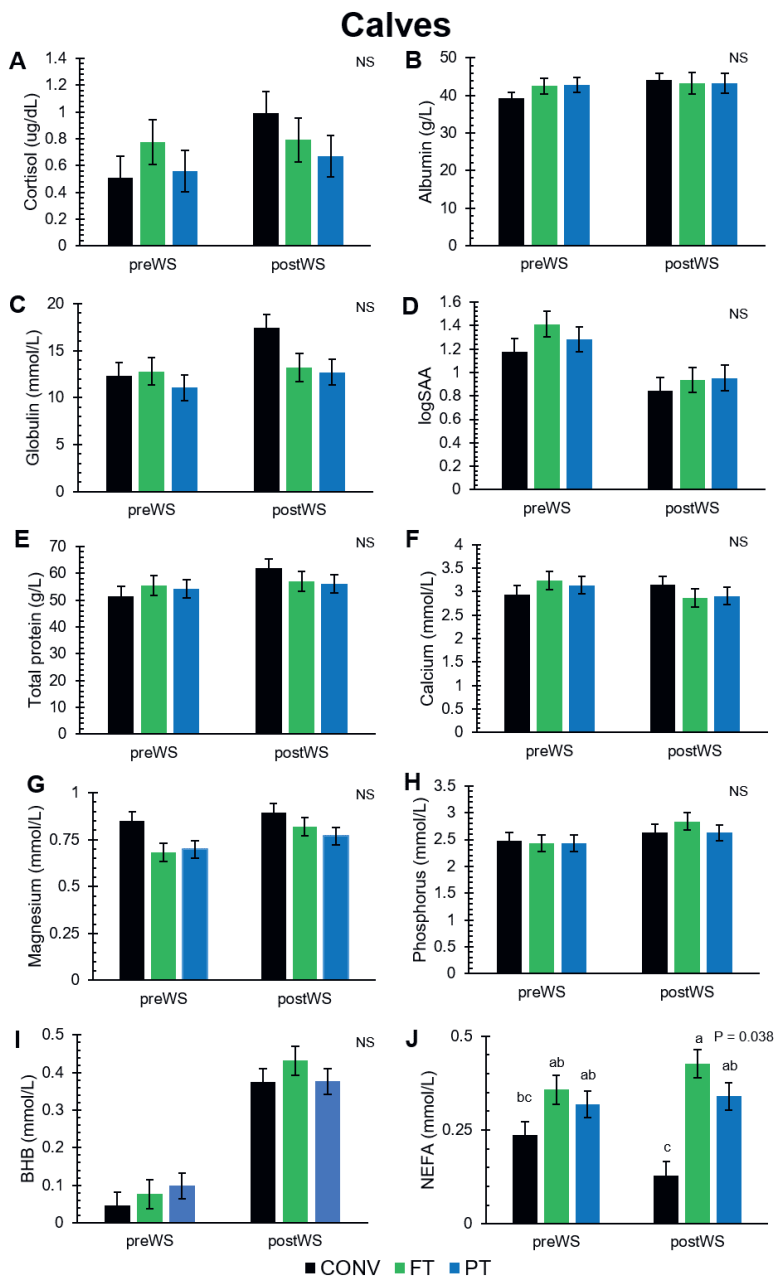 Calves
A
NS
Cortisol (ug/dL)
1.4
1.2
1
0.8
0.6
0.4
0.2
0
preWS
postWS
B
NS
Albumin (g/L)
50
40
30
20
10
0
preWS
postWS
C
NS
Globulin (mmol/L)
20
15
10
5
0
preWS
postWS
D
NS
logSAA
1.6
1.4
1.2
1
0.8
0.6
0.4
0.2
0
preWS
postWS
E
NS
Total protein (g/L)
70
60
50
40
30
20
10
0
preWS
postWS
F
NS
Calcium (mmol/L)
4
3.5
3
2.5
2
1.5
1
0.5
0
preWS
postWS
G
NS
Magnesium (mmol/L)
1
0.75
0.5
0.25
0
preWS
postWS
H
NS
Phosphorus (mmol/L)
3.5
3
2.5
2
1.5
1
0.5
0
preWS
postWS
I
NS
BHB (mmol/L)
0.5
0.4
0.3
0.2
0.1
0
preWS
postWS
J
P = 0.038
NEFA (mmol/L)
0.5
0.25
0
bc
ab
ab
c
a
ab
preWS
postWS
CONV FT PT